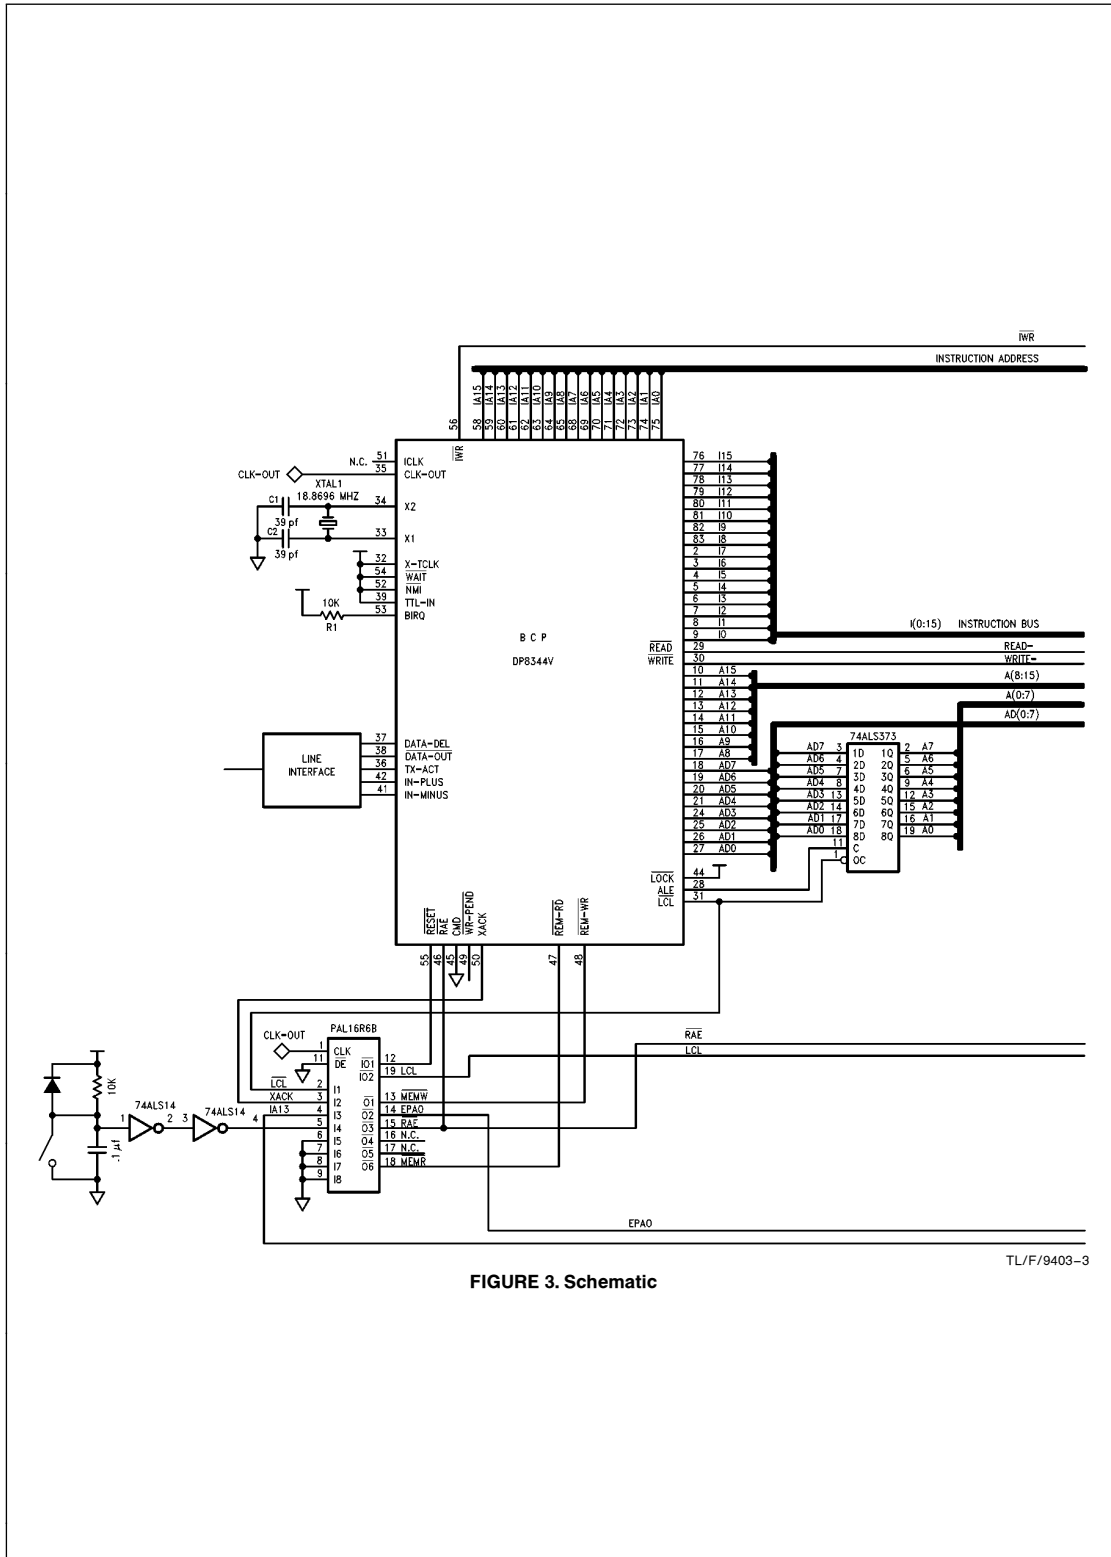 IWR
INSTRUCTION ADDRESS
IA15
IA14
IA13
IA12
IA11
IA10
IA9
IA8
IA7
IA6
IA5
IA4
IA3
IA2
IA1
IA0
56
58
59
60
61
62
63
64
65
68
69
70
71
72
73
74
75
IWR
N.C. 51 ICLK
CLK-OUT 35 CLK-OUT
XTAL1
18.8696 MHZ
C1
39 pf
34 X2
C2
39 pf
33 X1
32 X-TCLK
54 WAIT
52 NMI
39 TTL-IN
10K
R1
53 BIRQ
B C P
DP8344V
76 I15
77 I14
78 I13
79 I12
80 I11
81 I10
82 I9
83 I8
2 I7
3 I6
4 I5
5 I4
6 I3
7 I2
8 I1
9 I0
I(0:15) INSTRUCTION BUS
READ 29 READ-
WRITE 30 WRITE-
10 A15
11 A14
12 A13
13 A12
14 A11
15 A10
16 A9
17 A8
A(8:15)
A(0:7)
AD(0:7)
18 AD7
19 AD6
20 AD5
21 AD4
24 AD3
25 AD2
26 AD1
27 AD0
74ALS373
AD7 3 1D 1Q 2 A7
AD6 4 2D 2Q 5 A6
AD5 7 3D 3Q 6 A5
AD4 8 4D 4Q 9 A4
AD3 13 5D 5Q 12 A3
AD2 14 6D 6Q 15 A2
AD1 17 7D 7Q 16 A1
AD0 18 8D 8Q 19 A0
11 C
1 OC
LINE
INTERFACE
37 DATA-DEL
38 DATA-OUT
36 TX-ACT
42 IN-PLUS
41 IN-MINUS
LOCK 44
ALE 28
LCL 31
RESET
RAE
CMD
WR-PEND
XACK
REM-RD
REM-WR
55
46
45
49
50
47
48
PAL16R6B
CLK-OUT 1 CLK
11 OE
IO1 12
IO2 19 LCL
LCL 2 I1
XACK 3 I2
IA13 4 I3
5 I4
6 I5
7 I6
8 I7
9 I8
O1 13 MEMW
O2 14 EPAO
O3 15 RAE
O4 16 N.C.
O5 17 N.C.
O6 18 MEMR
RAE
LCL
10K
.1 µf
1 74ALS14 2
3 74ALS14 4
EPAO
TL/F/9403–3
FIGURE 3. Schematic